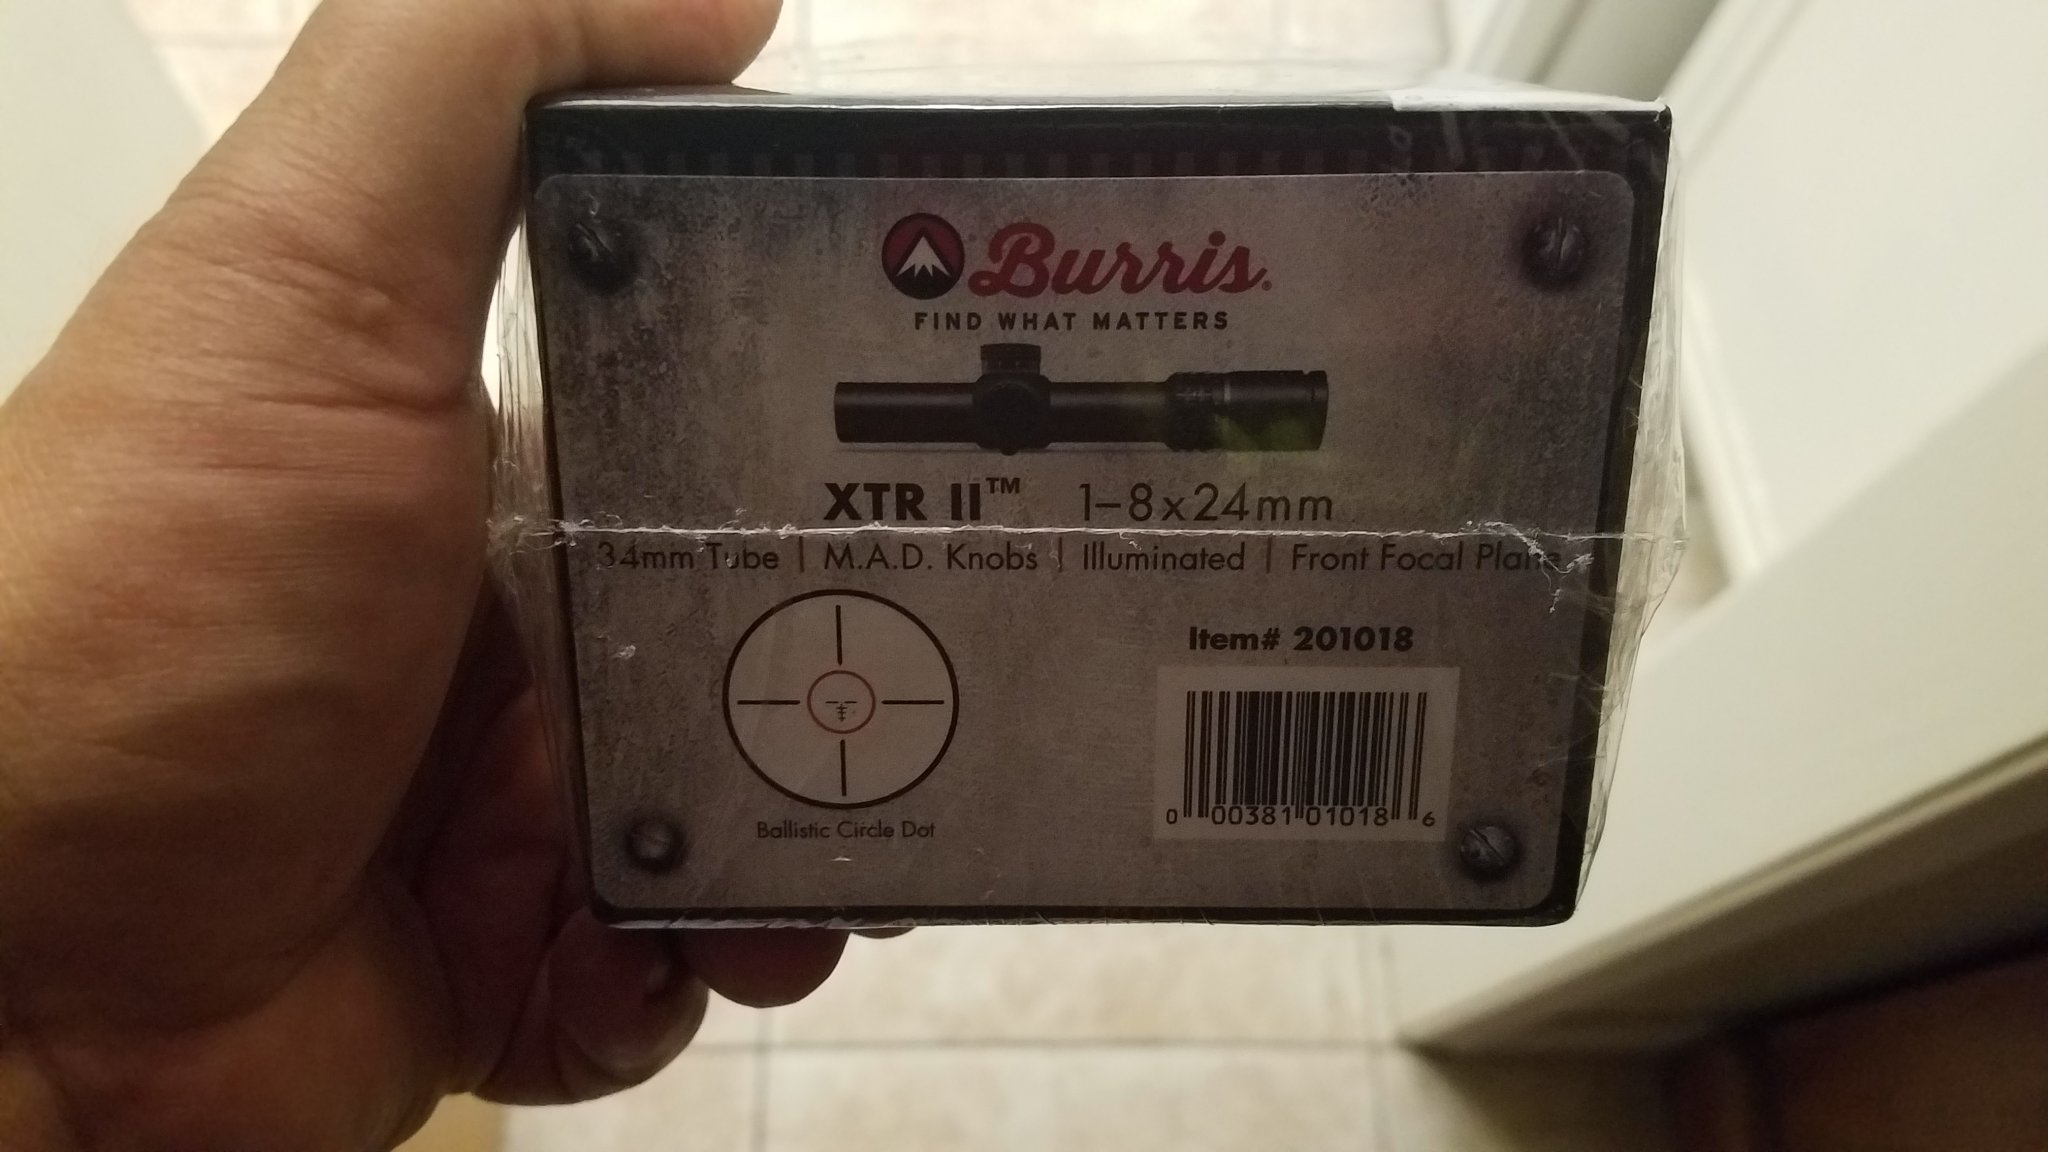 Burris®
FIND WHAT MATTERS
XTR II™ 1-8x24mm
34mm Tube | M.A.D. Knobs | Illuminated | Front Focal Plane
Item# 201018
0 00381 01018 6
Ballistic Circle Dot